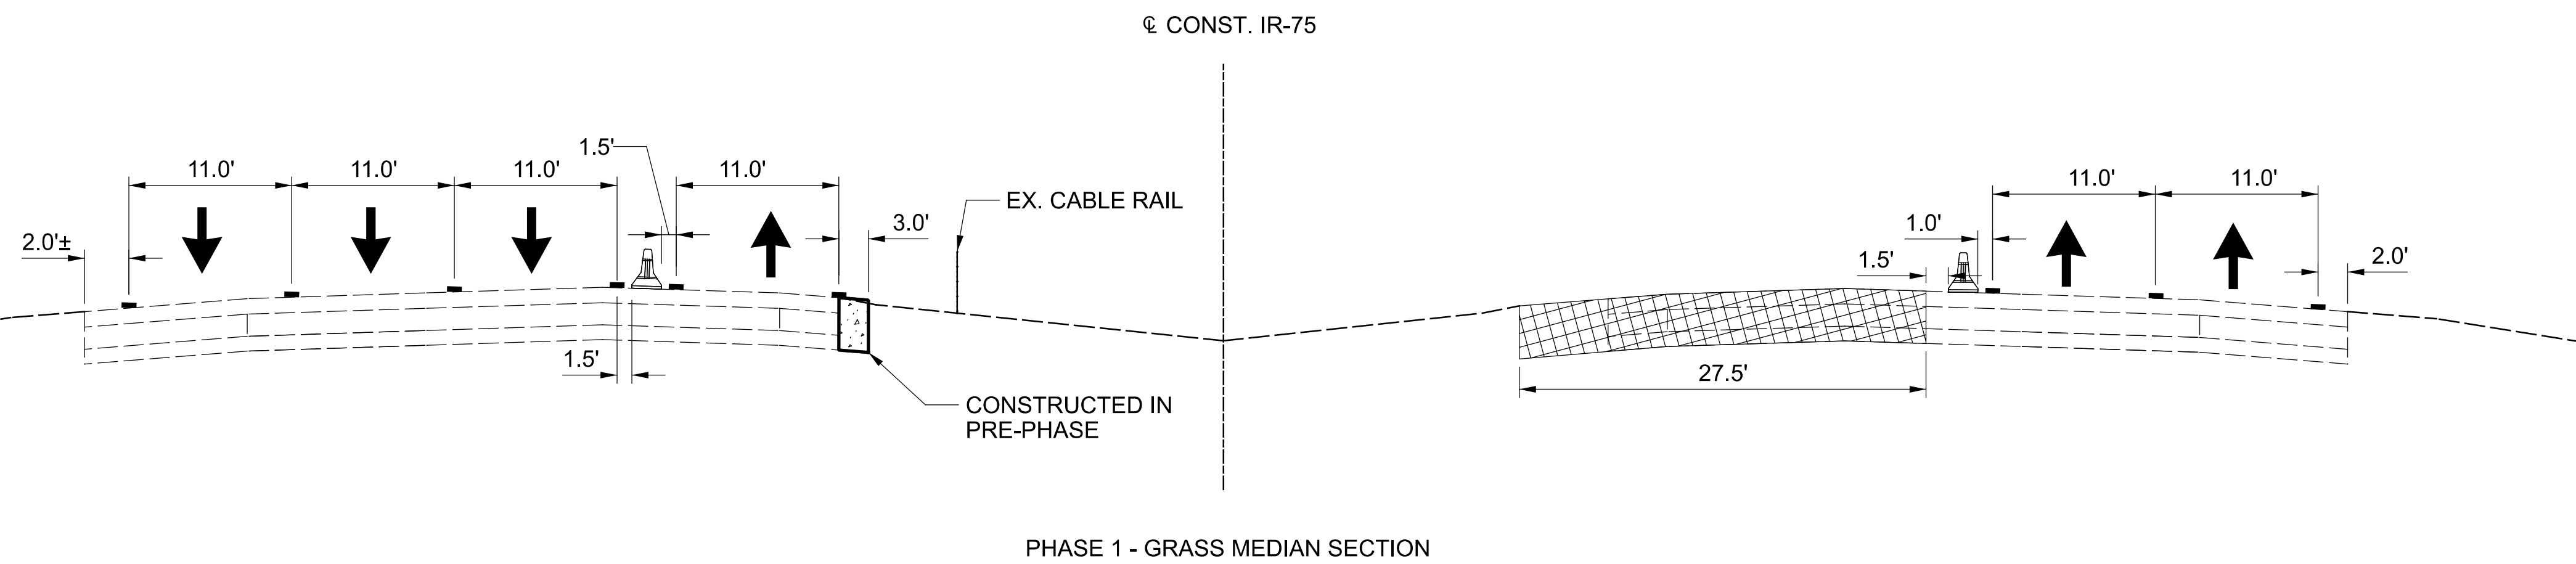 ℄ CONST. IR-75
11.0'
11.0'
11.0'
1.5'
11.0'
2.0'±
3.0'
EX. CABLE RAIL
11.0'
11.0'
1.0'
1.5'
2.0'
1.5'
27.5'
CONSTRUCTED IN
PRE-PHASE
PHASE 1 - GRASS MEDIAN SECTION